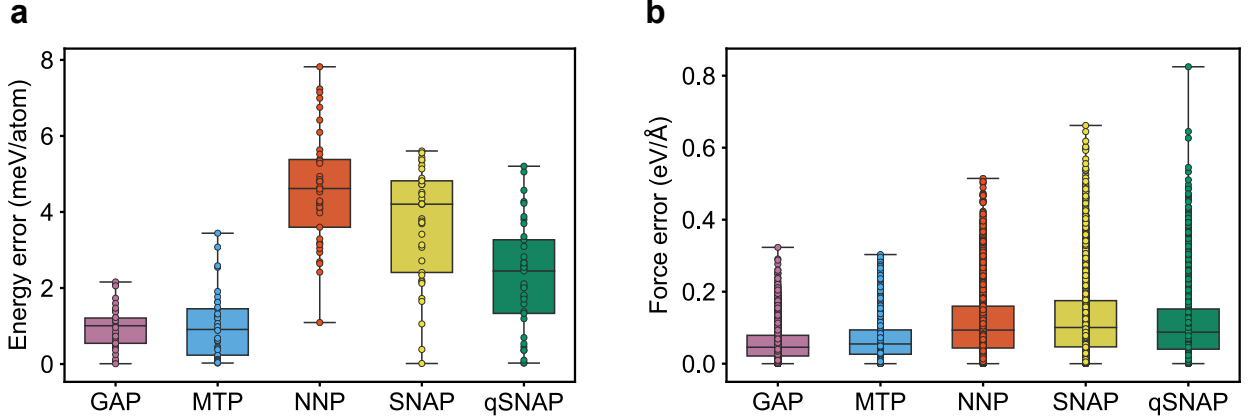 a
Energy error (meV/atom)
8
6
4
2
0
GAP MTP NNP SNAP qSNAP
b
Force error (eV/Å)
0.8
0.6
0.4
0.2
0.0
GAP MTP NNP SNAP qSNAP